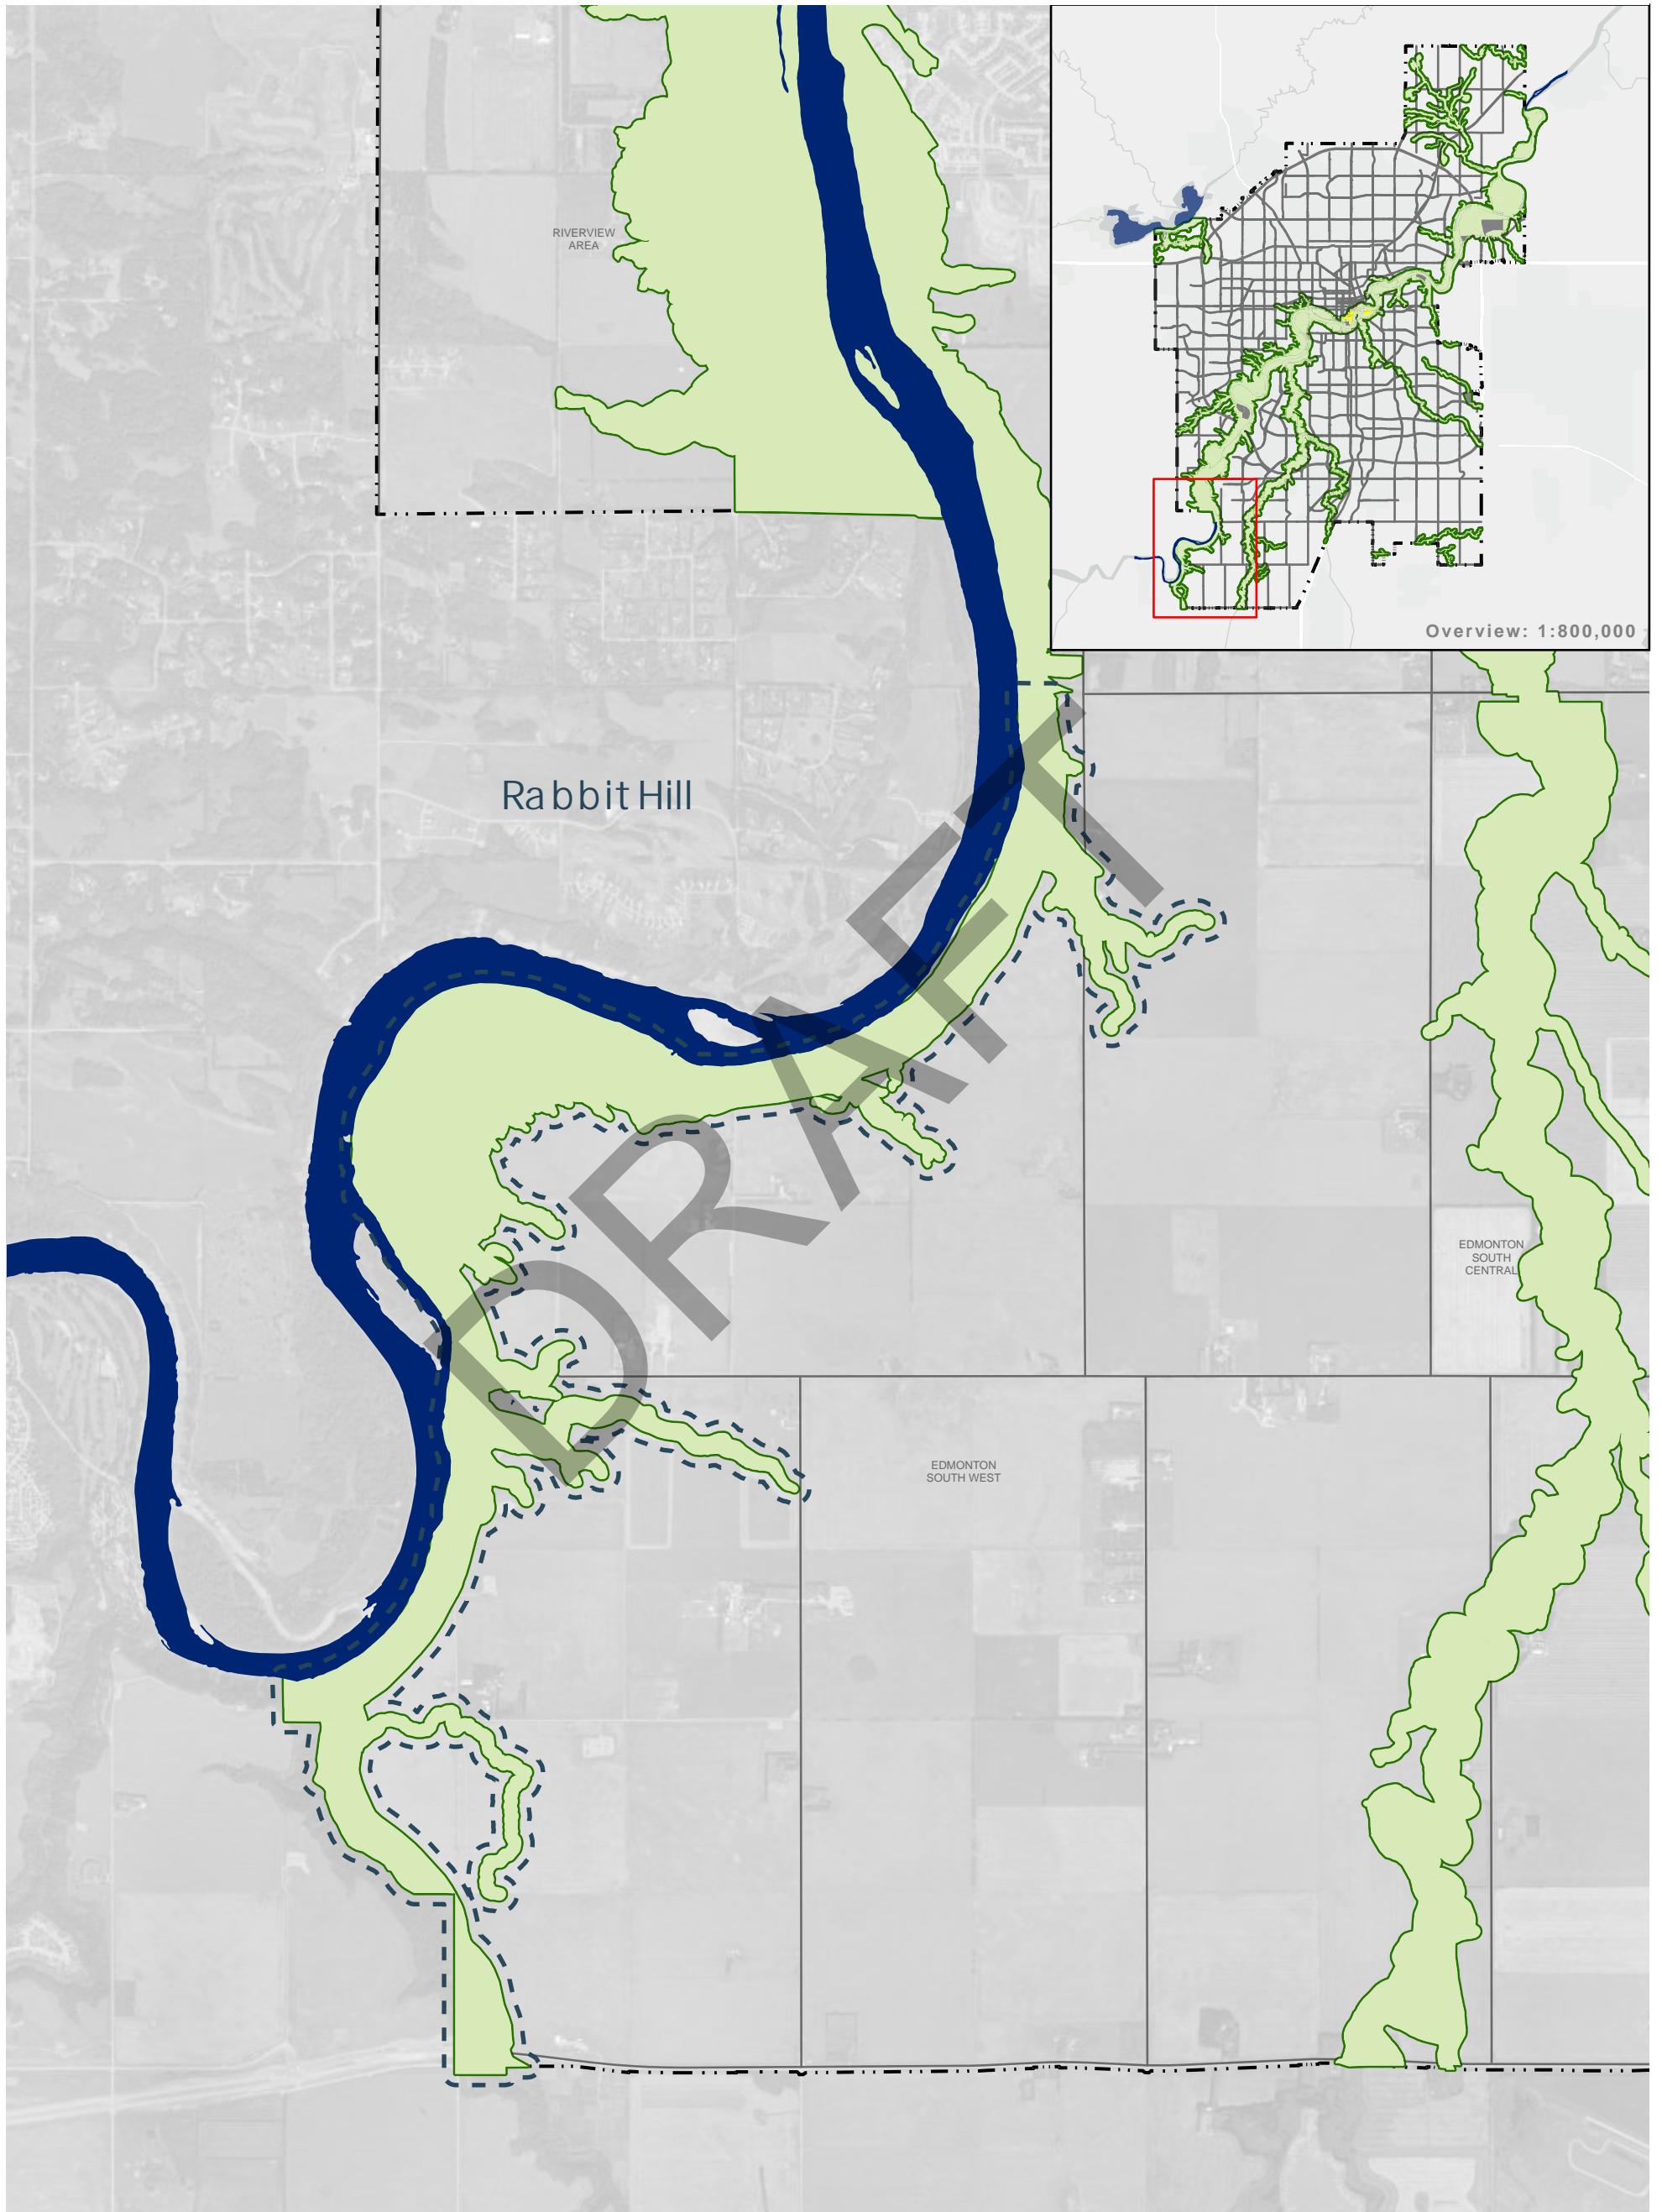 RIVERVIEW
AREA
Overview: 1:800,000
Rabbit Hill
DRAFT
EDMONTON
SOUTH
CENTRAL
EDMONTON
SOUTH WEST